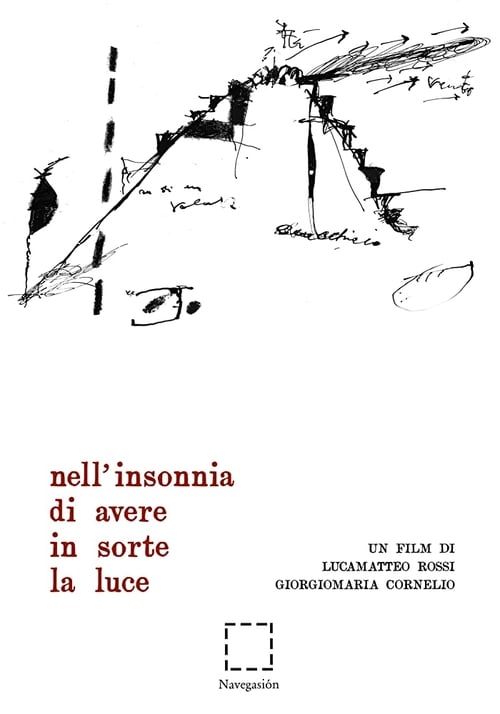 nell'insonnia
di avere
in sorte
la luce
UN FILM DI
LUCAMATTEO ROSSI
GIORGIOMARIA CORNELIO
Navegasión